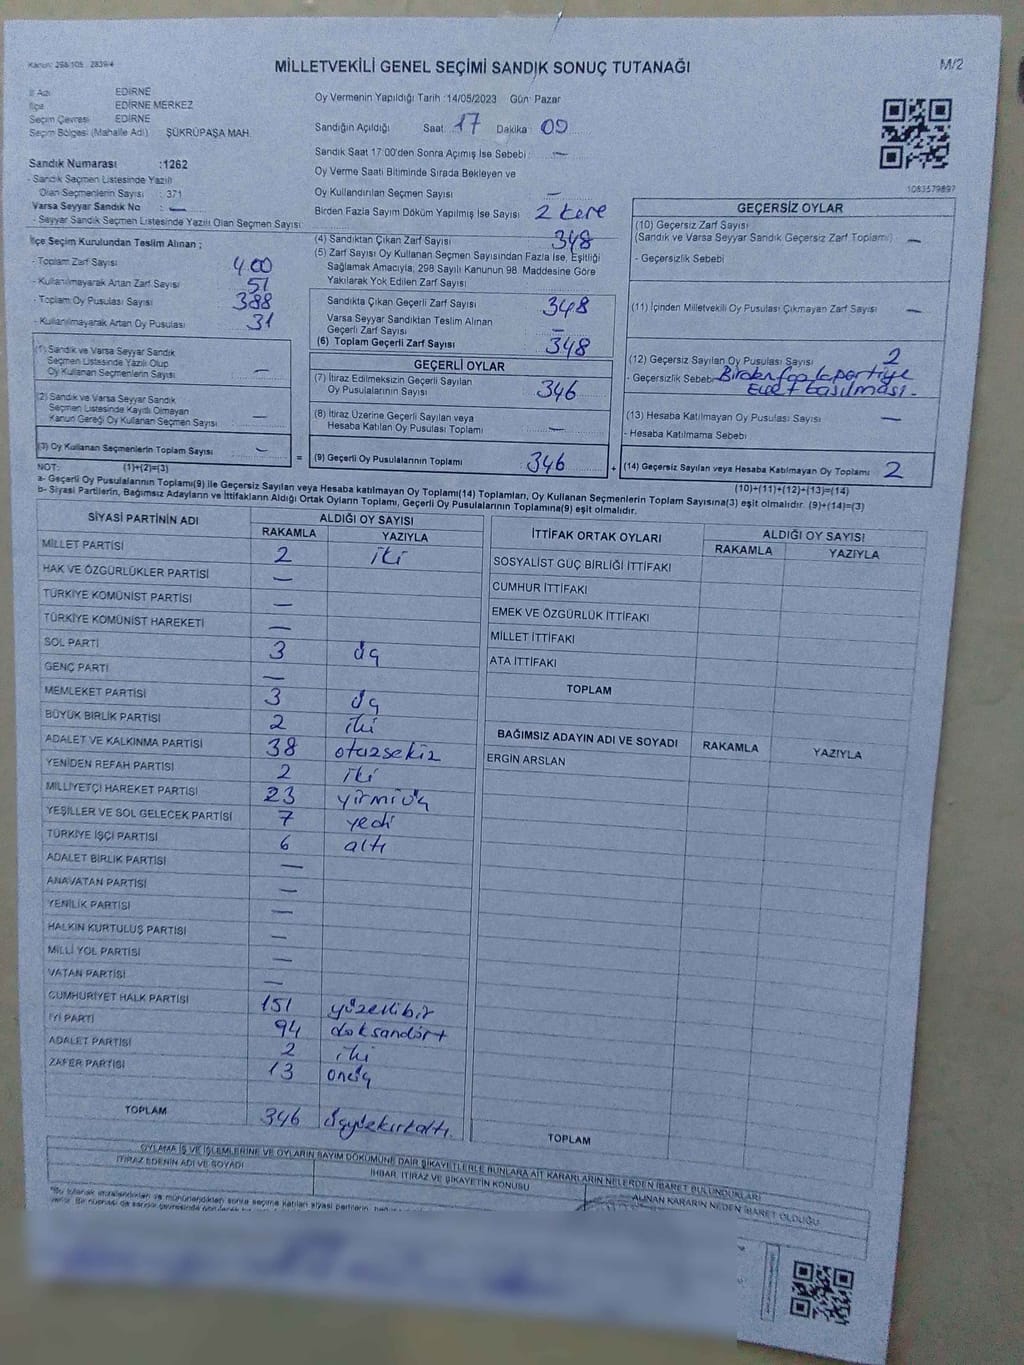 Kanun: 298/105 , 2839/4
MİLLETVEKİLİ GENEL SEÇİMİ SANDIK SONUÇ TUTANAĞI
M/2
İl Adı EDİRNE
İlçe EDİRNE MERKEZ
Seçim Çevresi EDİRNE
Seçim Bölgesi (Mahalle Adı) ŞÜKRÜPAŞA MAH.
Sandık Numarası :1262
- Sandık Seçmen Listesinde Yazılı
Olan Seçmenlerin Sayısı : 371
Varsa Seyyar Sandık No : —
- Seyyar Sandık Seçmen Listesinde Yazılı Olan Seçmen Sayısı:
Oy Vermenin Yapıldığı Tarih :14/05/2023 Gün: Pazar
Sandığın Açıldığı Saat: 17 Dakika : 09
Sandık Saat 17:00'den Sonra Açımış İse Sebebi : —
Oy Verme Saati Bitiminde Sırada Bekleyen ve
Oy Kullandırılan Seçmen Sayısı —
Birden Fazla Sayım Döküm Yapılmış İse Sayısı 2 kere
1083579897
İlçe Seçim Kurulundan Teslim Alınan ;
- Toplam Zarf Sayısı 400
- Kullanılmayarak Artan Zarf Sayısı 51
- Toplam Oy Pusulası Sayısı 388
- Kullanılmayarak Artan Oy Pusulası 31
(1) Sandık ve Varsa Seyyar Sandık
Seçmen Listesinde Yazılı Olup
Oy Kullanan Seçmenlerin Sayısı —
(2) Sandık ve Varsa Seyyar Sandık
Seçmen Listesinde Kayıtlı Olmayan
Kanun Gereği Oy Kullanan Seçmen Sayısı —
(3) Oy Kullanan Seçmenlerin Toplam Sayısı —
(4) Sandıktan Çıkan Zarf Sayısı 348
(5) Zarf Sayısı Oy Kullanan Seçmen Sayısından Fazla İse, Eşitliği
Sağlamak Amacıyla; 298 Sayılı Kanunun 98. Maddesine Göre
Yakılarak Yok Edilen Zarf Sayısı
Sandıkta Çıkan Geçerli Zarf Sayısı 348
Varsa Seyyar Sandıktan Teslim Alınan
Geçerli Zarf Sayısı —
(6) Toplam Geçerli Zarf Sayısı 348
GEÇERLİ OYLAR
(7) İtiraz Edilmeksizin Geçerli Sayılan
Oy Pusulalarının Sayısı 346
(8) İtiraz Üzerine Geçerli Sayılan veya
Hesaba Katılan Oy Pusulası Toplamı —
= (9) Geçerli Oy Pusulalarının Toplamı 346
GEÇERSİZ OYLAR
(10) Geçersiz Zarf Sayısı
(Sandık ve Varsa Seyyar Sandık Geçersiz Zarf Toplamı) —
- Geçersizlik Sebebi
(11) İçinden Milletvekili Oy Pusulası Çıkmayan Zarf Sayısı —
(12) Geçersiz Sayılan Oy Pusulası Sayısı 2
- Geçersizlik Sebebi Birden fazla partiye
Evet basılması.
(13) Hesaba Katılmayan Oy Pusulası Sayısı —
- Hesaba Katılmama Sebebi
+ (14) Geçersiz Sayılan veya Hesaba Katılmayan Oy Toplamı 2
NOT: (1)+(2)=(3)
(10)+(11)+(12)+(13)=(14)
a- Geçerli Oy Pusulalarının Toplamı(9) ile Geçersiz Sayılan veya Hesaba katılmayan Oy Toplamı(14) Toplamları, Oy Kullanan Seçmenlerin Toplam Sayısına(3) eşit olmalıdır. (9)+(14)=(3)
b- Siyasi Partilerin, Bağımsız Adayların ve İttifakların Aldığı Ortak Oyların Toplamı, Geçerli Oy Pusulalarının Toplamına(9) eşit olmalıdır.
SİYASİ PARTİNİN ADI ALDIĞI OY SAYISI
RAKAMLA YAZIYLA
MİLLET PARTİSİ 2 iki
HAK VE ÖZGÜRLÜKLER PARTİSİ —
TÜRKİYE KOMÜNİST PARTİSİ —
TÜRKİYE KOMÜNİST HAREKETİ —
SOL PARTİ 3 üç
GENÇ PARTİ —
MEMLEKET PARTİSİ 3 üç
BÜYÜK BİRLİK PARTİSİ 2 iki
ADALET VE KALKINMA PARTİSİ 38 otuzsekiz
YENİDEN REFAH PARTİSİ 2 iki
MİLLİYETÇİ HAREKET PARTİSİ 23 yirmiüç
YEŞİLLER VE SOL GELECEK PARTİSİ 7 yedi
TÜRKİYE İŞÇİ PARTİSİ 6 altı
ADALET BİRLİK PARTİSİ —
ANAVATAN PARTİSİ —
YENİLİK PARTİSİ —
HALKIN KURTULUŞ PARTİSİ —
MİLLİ YOL PARTİSİ —
VATAN PARTİSİ —
CUMHURİYET HALK PARTİSİ 151 yüzellibir
İYİ PARTİ 94 doksandört
ADALET PARTİSİ 2 iki
ZAFER PARTİSİ 13 onüç
TOPLAM 346 üçyüzkırkaltı.
İTTİFAK ORTAK OYLARI ALDIĞI OY SAYISI
RAKAMLA YAZIYLA
SOSYALİST GÜÇ BİRLİĞİ İTTİFAKI
CUMHUR İTTİFAKI
EMEK VE ÖZGÜRLÜK İTTİFAKI
MİLLET İTTİFAKI
ATA İTTİFAKI
TOPLAM
BAĞIMSIZ ADAYIN ADI VE SOYADI RAKAMLA YAZIYLA
ERGİN ARSLAN
TOPLAM
OYLAMA İŞ VE İŞLEMLERİNE VE OYLARIN SAYIM DÖKÜMÜNE DAİR ŞİKAYETLERLE BUNLARA AİT KARARLARIN NELERDEN İBARET BULUNDUKLARI
İTİRAZ EDENİN ADI VE SOYADI İHBAR, İTİRAZ VE ŞİKAYETİN KONUSU ALINAN KARARIN NEDEN İBARET OLDUĞU